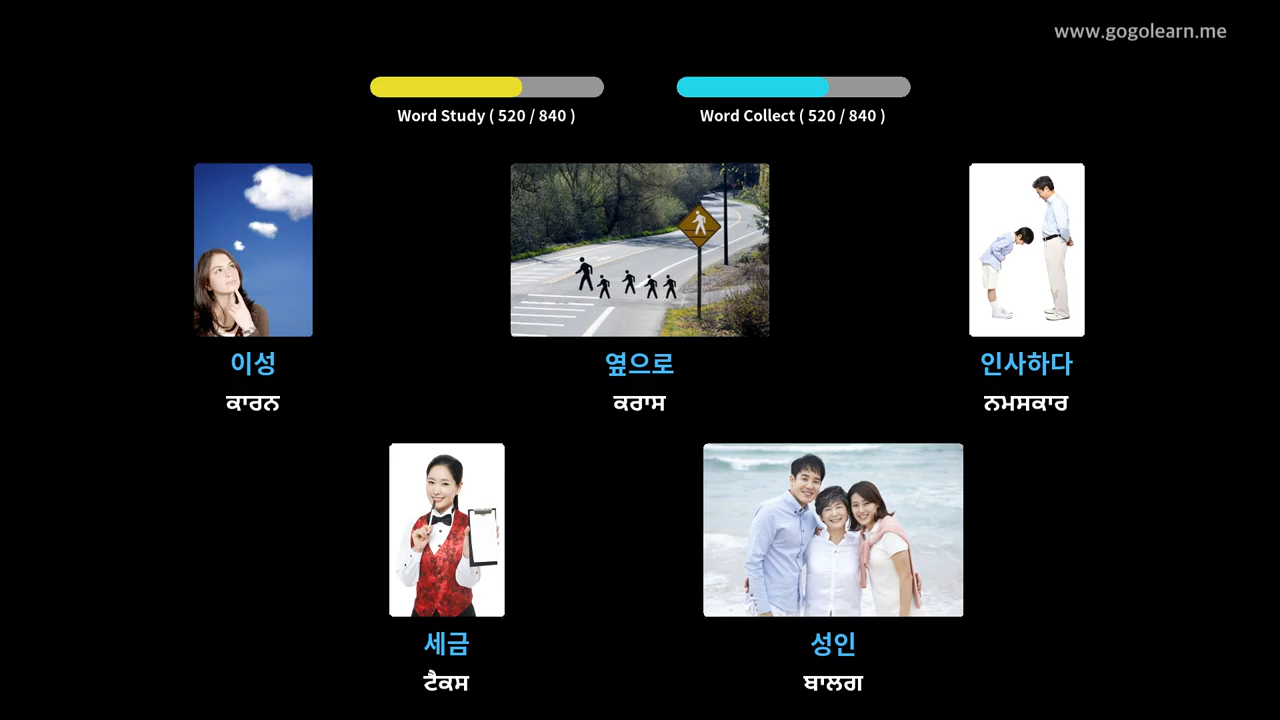 www.gogolearn.me
Word Study ( 520 / 840 )
Word Collect ( 520 / 840 )
이성
ਕਾਰਨ
옆으로
ਕਰਾਸ
인사하다
ਨਮਸਕਾਰ
세금
ਟੈਕਸ
성인
ਬਾਲਗ